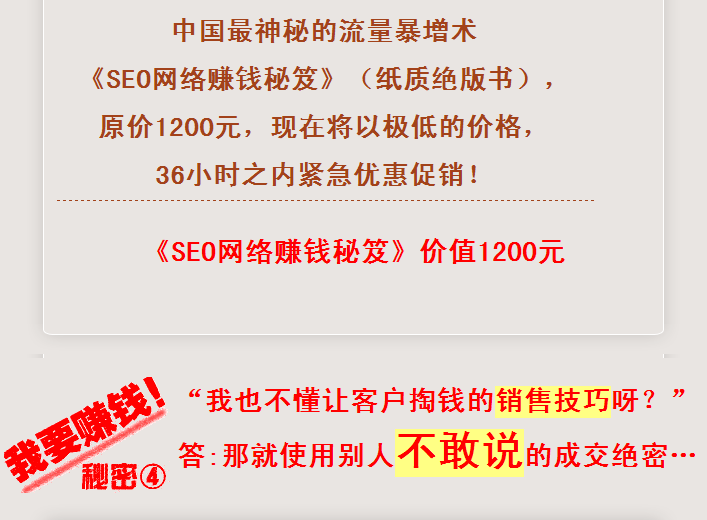 中国最神秘的流量暴增术
《SEO网络赚钱秘笈》（纸质绝版书），
原价1200元，现在将以极低的价格，
36小时之内紧急优惠促销！
《SEO网络赚钱秘笈》价值1200元
我要赚钱！
秘密④
“我也不懂让客户掏钱的销售技巧呀？”
答:那就使用别人不敢说的成交绝密…